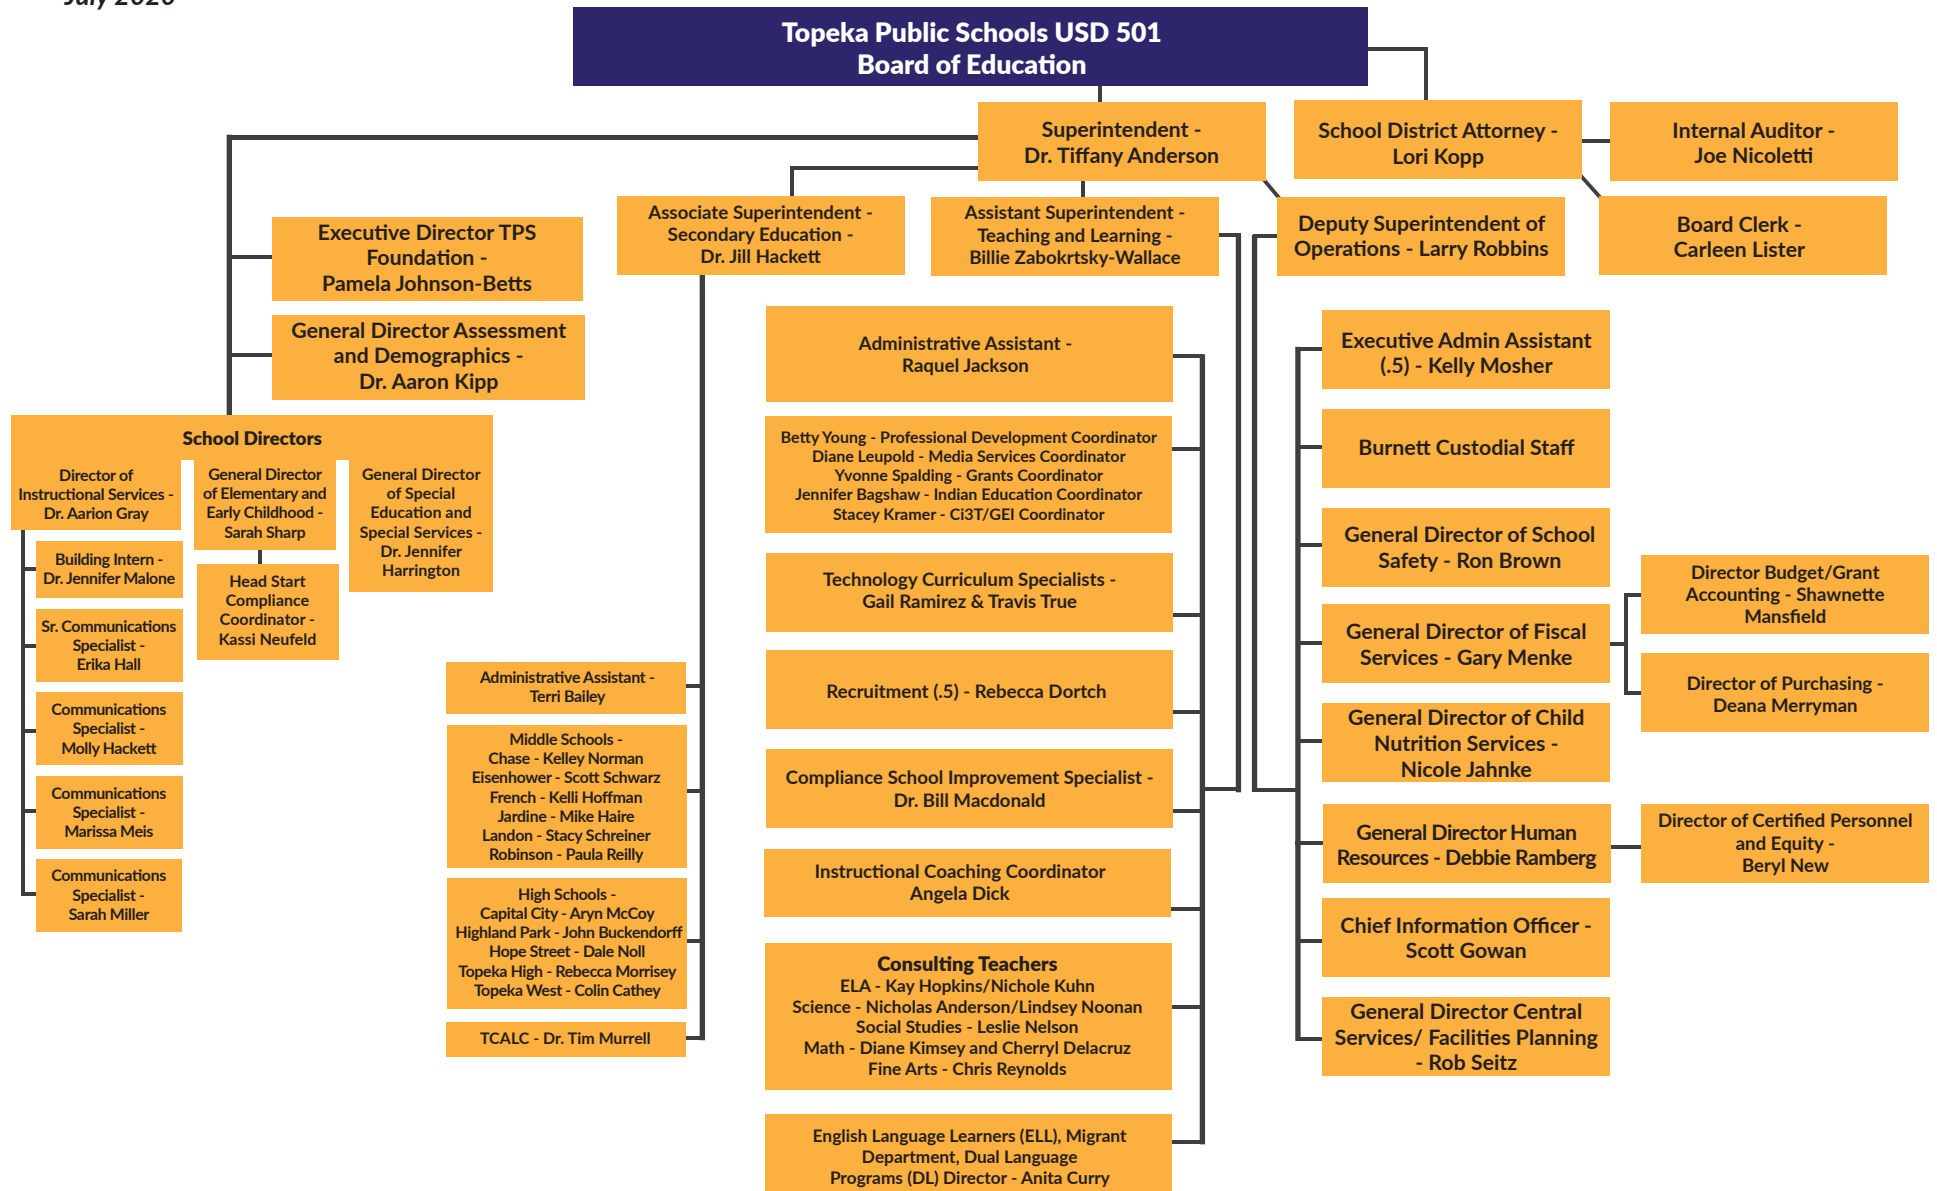 July 2020
Topeka Public Schools USD 501
Board of Education
Superintendent -
Dr. Tiffany Anderson
School District Attorney -
Lori Kopp
Internal Auditor -
Joe Nicoletti
Associate Superintendent -
Secondary Education -
Dr. Jill Hackett
Assistant Superintendent -
Teaching and Learning -
Billie Zabokrtsky-Wallace
Deputy Superintendent of
Operations - Larry Robbins
Board Clerk -
Carleen Lister
Executive Director TPS
Foundation -
Pamela Johnson-Betts
General Director Assessment
and Demographics -
Dr. Aaron Kipp
School Directors
Director of
Instructional Services -
Dr. Aarion Gray
General Director
of Elementary and
Early Childhood -
Sarah Sharp
General Director
of Special
Education and
Special Services -
Dr. Jennifer
Harrington
Building Intern -
Dr. Jennifer Malone
Sr. Communications
Specialist -
Erika Hall
Communications
Specialist -
Molly Hackett
Communications
Specialist -
Marissa Meis
Communications
Specialist -
Sarah Miller
Head Start
Compliance
Coordinator -
Kassi Neufeld
Administrative Assistant -
Terri Bailey
Middle Schools -
Chase - Kelley Norman
Eisenhower - Scott Schwarz
French - Kelli Hoffman
Jardine - Mike Haire
Landon - Stacy Schreiner
Robinson - Paula Reilly
High Schools -
Capital City - Aryn McCoy
Highland Park - John Buckendorff
Hope Street - Dale Noll
Topeka High - Rebecca Morrisey
Topeka West - Colin Cathey
TCALC - Dr. Tim Murrell
Administrative Assistant -
Raquel Jackson
Betty Young - Professional Development Coordinator
Diane Leupold - Media Services Coordinator
Yvonne Spalding - Grants Coordinator
Jennifer Bagshaw - Indian Education Coordinator
Stacey Kramer - Ci3T/GEI Coordinator
Technology Curriculum Specialists -
Gail Ramirez & Travis True
Recruitment (.5) - Rebecca Dortch
Compliance School Improvement Specialist -
Dr. Bill Macdonald
Instructional Coaching Coordinator
Angela Dick
Consulting Teachers
ELA - Kay Hopkins/Nichole Kuhn
Science - Nicholas Anderson/Lindsey Noonan
Social Studies - Leslie Nelson
Math - Diane Kimsey and Cherryl Delacruz
Fine Arts - Chris Reynolds
English Language Learners (ELL), Migrant
Department, Dual Language
Programs (DL) Director - Anita Curry
Executive Admin Assistant
(.5) - Kelly Mosher
Burnett Custodial Staff
General Director of School
Safety - Ron Brown
General Director of Fiscal
Services - Gary Menke
General Director of Child
Nutrition Services -
Nicole Jahnke
General Director Human
Resources - Debbie Ramberg
Chief Information Officer -
Scott Gowan
General Director Central
Services/ Facilities Planning
- Rob Seitz
Director Budget/Grant
Accounting - Shawnette
Mansfield
Director of Purchasing -
Deana Merryman
Director of Certified Personnel
and Equity -
Beryl New